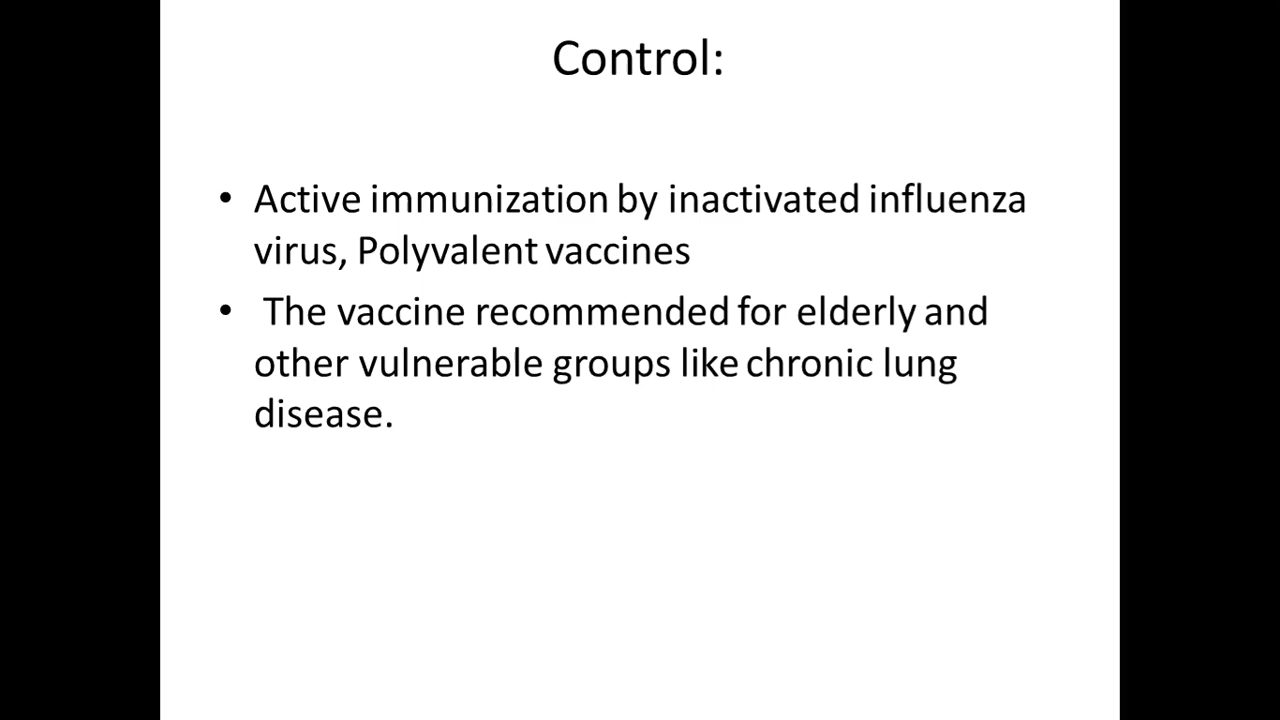 Control:
• Active immunization by inactivated influenza
virus, Polyvalent vaccines
• The vaccine recommended for elderly and
other vulnerable groups like chronic lung
disease.